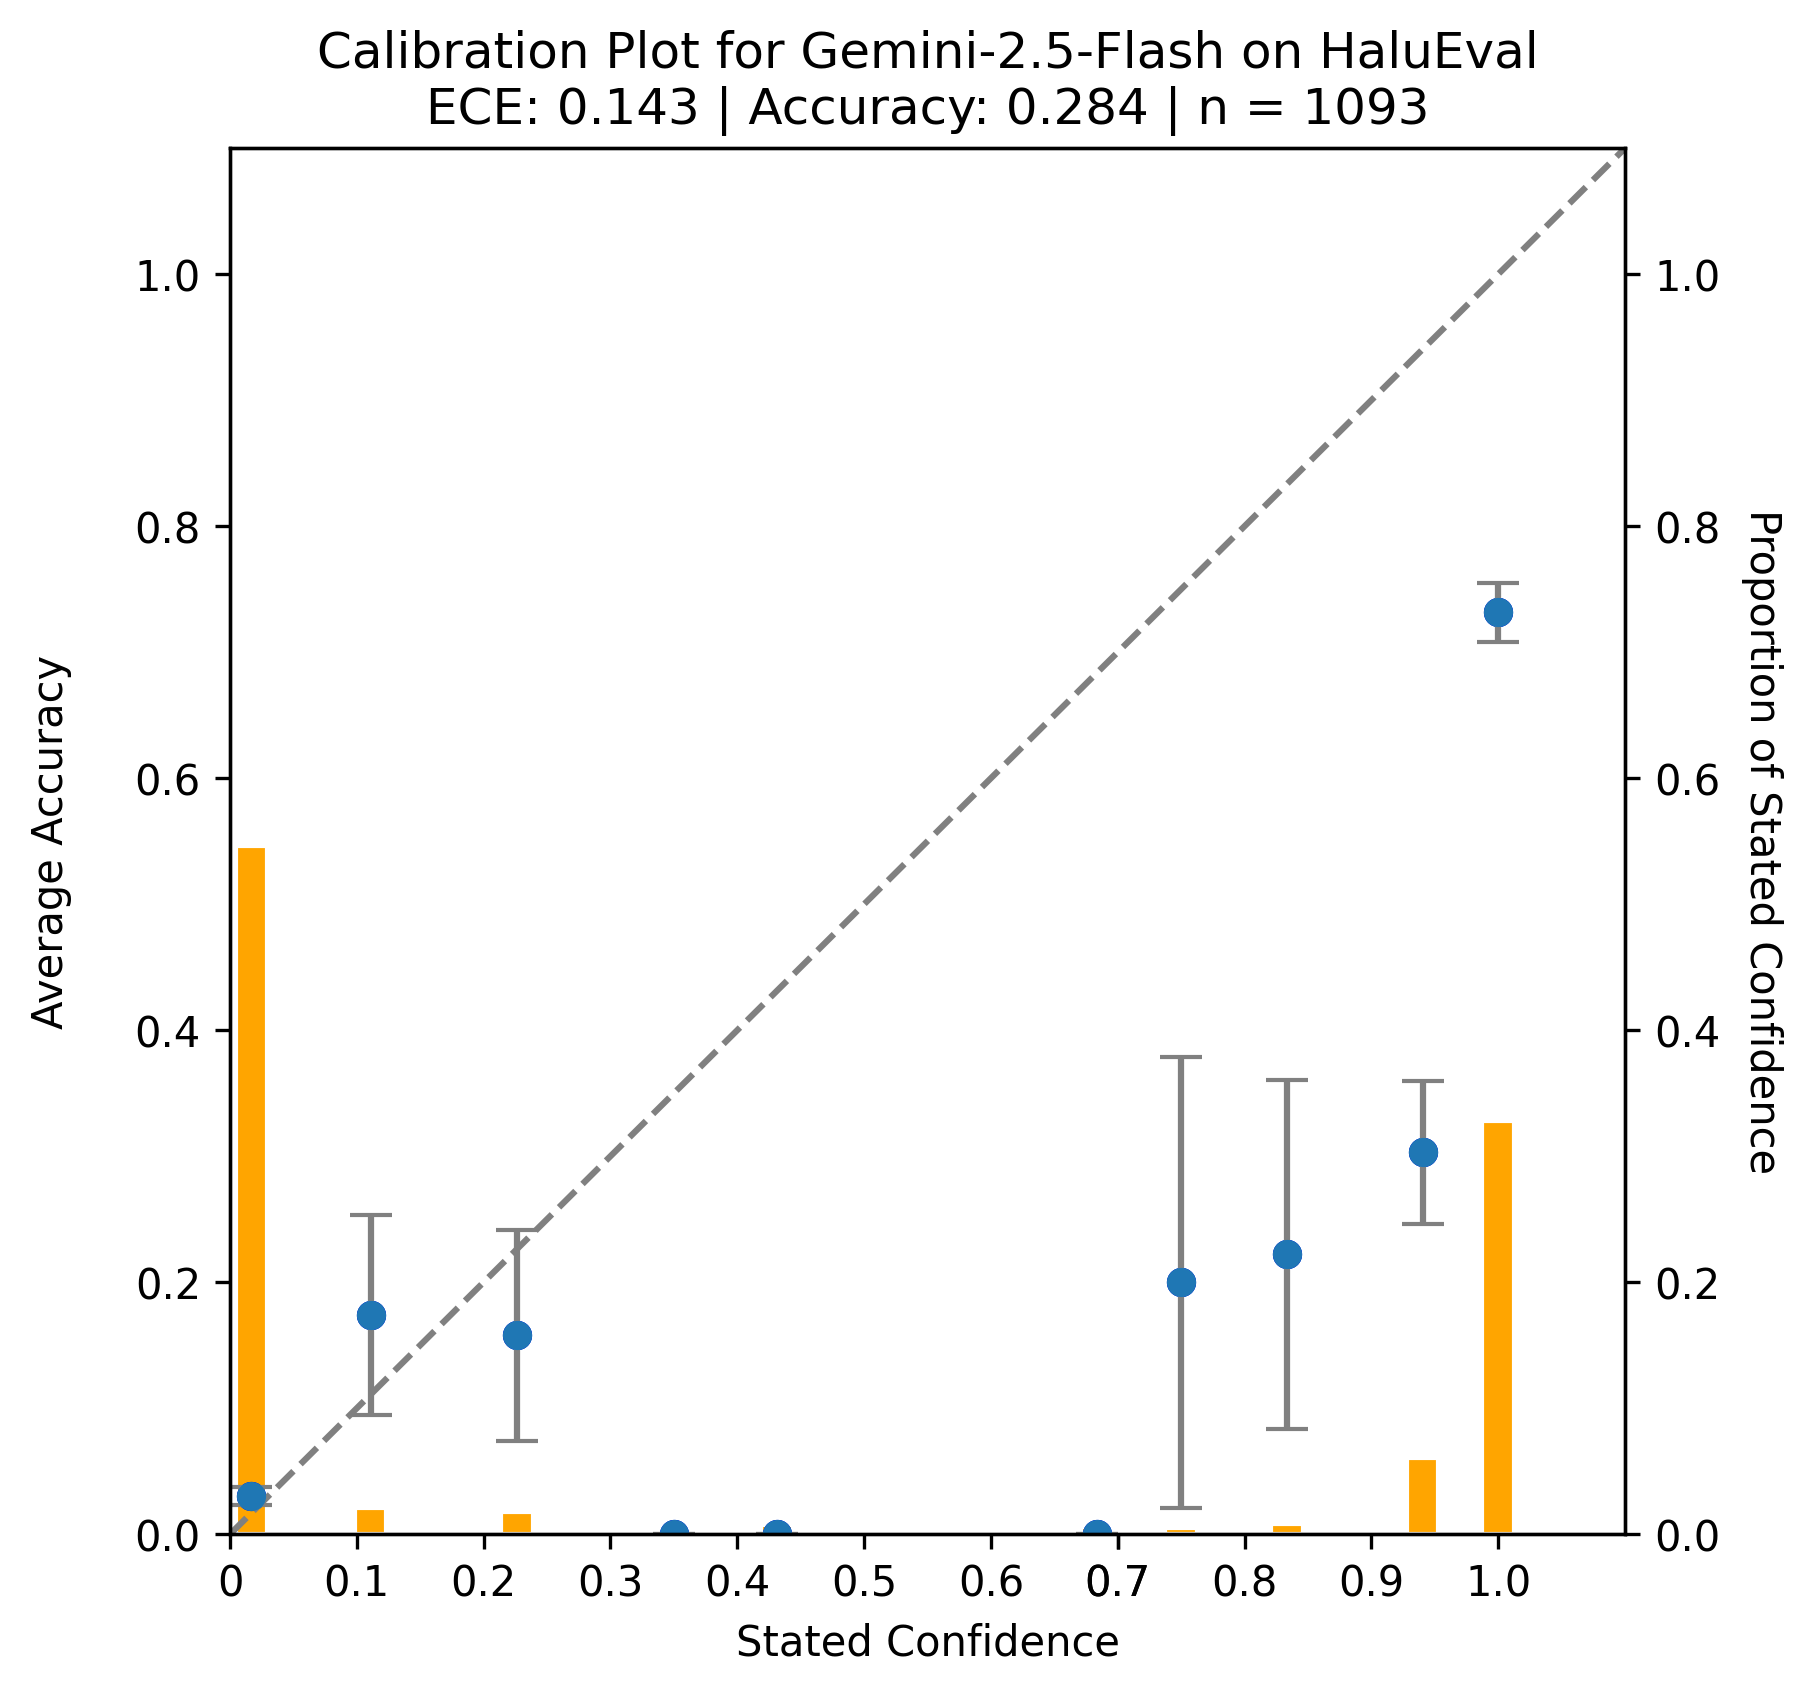 Calibration Plot for Gemini-2.5-Flash on HaluEval
ECE: 0.143 | Accuracy: 0.284 | n = 1093
Average Accuracy
1.0
0.8
0.6
0.4
0.2
0.0
0 0.1 0.2 0.3 0.4 0.5 0.6 0.7 0.8 0.9 1.0
Stated Confidence
1.0
0.8
0.6
0.4
0.2
0.0
Proportion of Stated Confidence